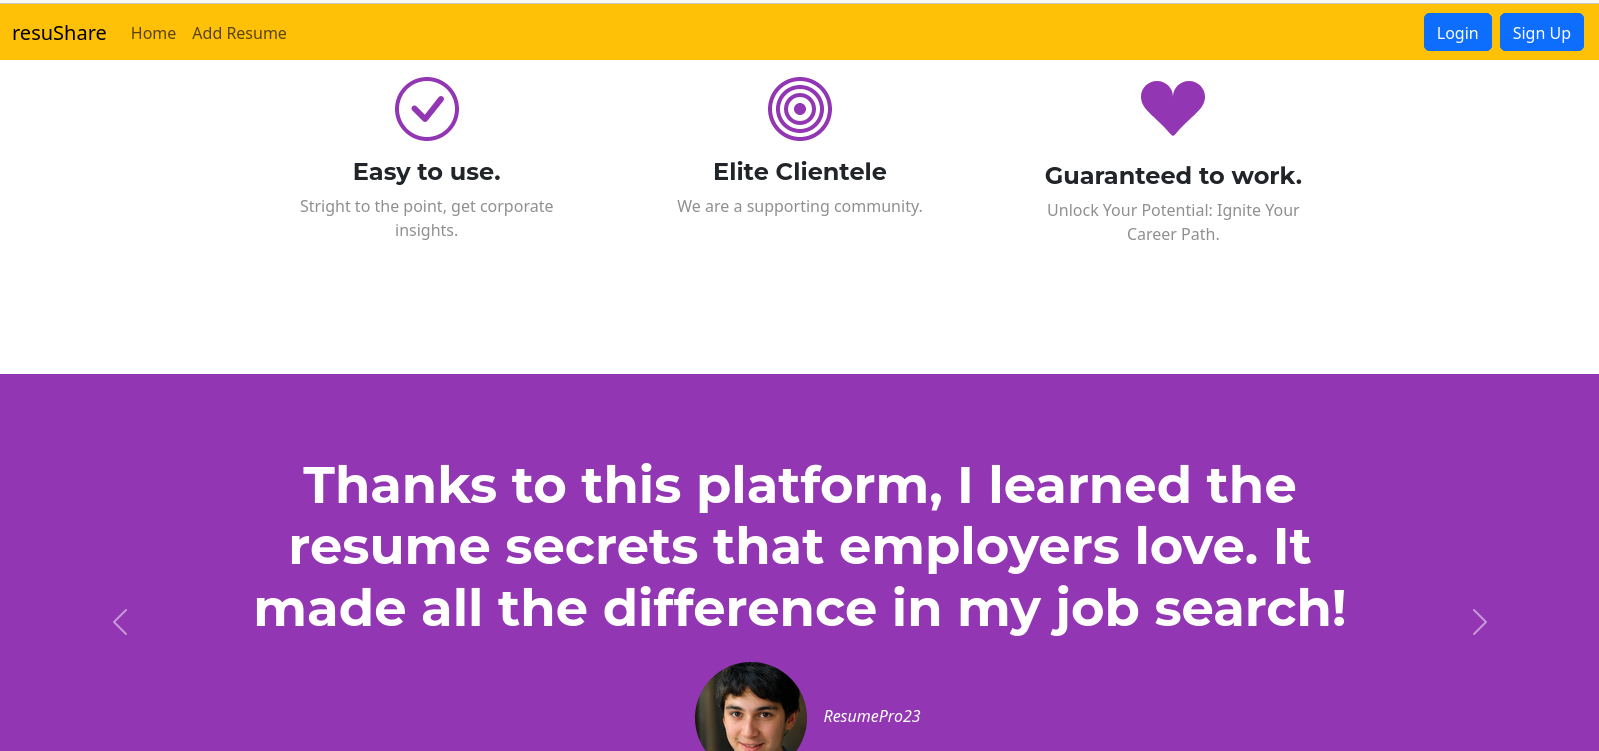 resuShare Home Add Resume Login Sign Up
Easy to use. Elite Clientele Guaranteed to work.
Stright to the point, get corporate
insights.
We are a supporting community.
Unlock Your Potential: Ignite Your
Career Path.
Thanks to this platform, I learned the
resume secrets that employers love. It
made all the difference in my job search!
ResumePro23